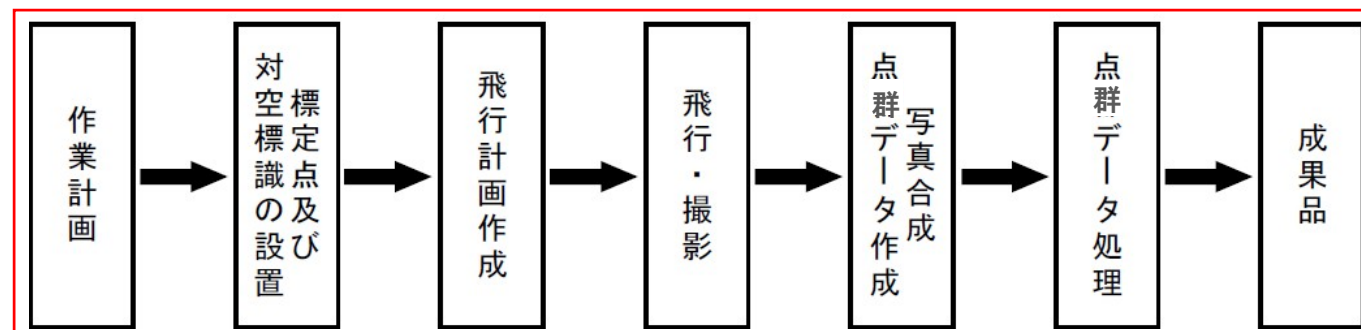 作業計画
標定点及び
対空標識の設置
飛行計画作成
飛行・撮影
写真合成
点群データ作成
点群データ処理
成果品